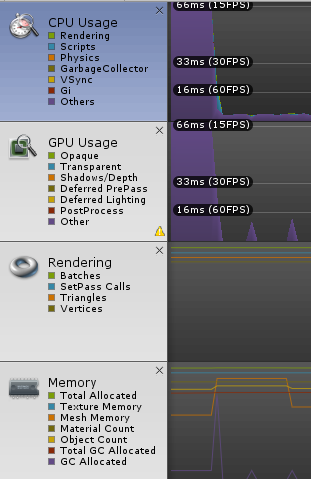 CPU Usage
Rendering
Scripts
Physics
GarbageCollector
VSync
Gi
Others
66ms (15FPS)
33ms (30FPS)
16ms (60FPS)
GPU Usage
Opaque
Transparent
Shadows/Depth
Deferred PrePass
Deferred Lighting
PostProcess
Other
66ms (15FPS)
33ms (30FPS)
16ms (60FPS)
Rendering
Batches
SetPass Calls
Triangles
Vertices
Memory
Total Allocated
Texture Memory
Mesh Memory
Material Count
Object Count
Total GC Allocated
GC Allocated